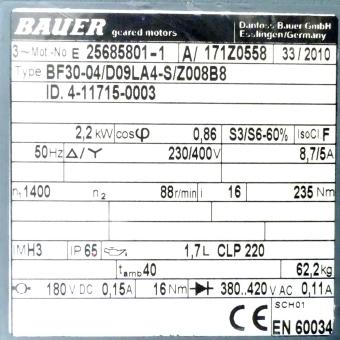 BAUER geared motors Danfoss Bauer GmbH
Esslingen/Germany
3~Mot.-No E 25685801-1 A/ 171Z0558 33/2010
Type BF30-04/D09LA4-S/Z008B8
ID. 4-11715-0003
2,2 kW cosφ 0,86 S3/S6-60% IsoCl F
50Hz Δ/Y 230/400V 8,7/5A
n1 1400 n2 88 r/min i 16 235 Nm
IM H3 IP 65 1,7L CLP 220
tamb 40 62,2kg
180 V DC 0,15A 16 Nm 380..420 V AC 0,11A
SCH01
CE EN 60034